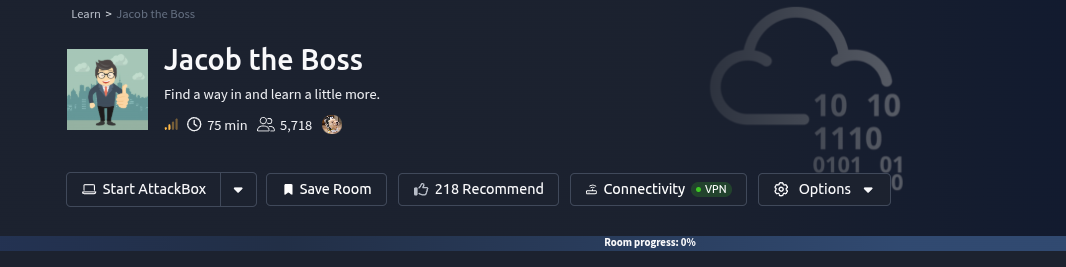 Learn > Jacob the Boss
Jacob the Boss
Find a way in and learn a little more.
75 min 5,718
10 10
1110
0101 01
0
Start AttackBox Save Room 218 Recommend Connectivity VPN Options
Room progress: 0%